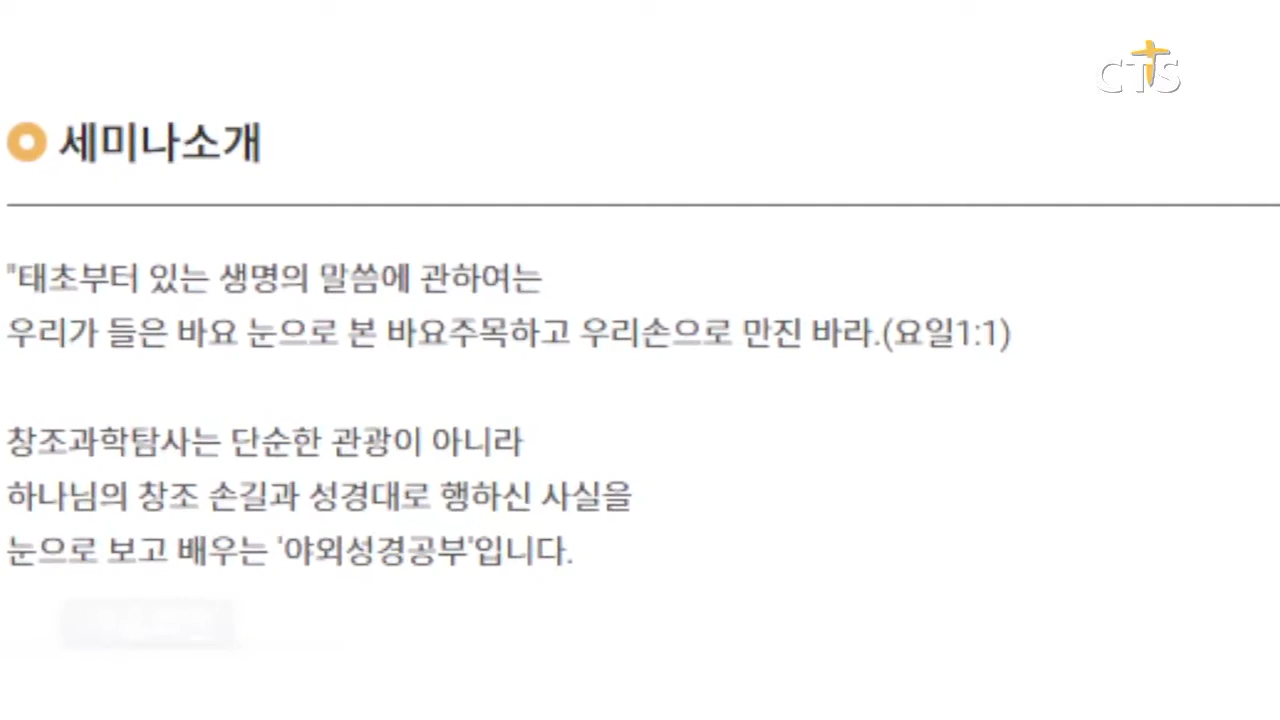 CTS
세미나소개
"태초부터 있는 생명의 말씀에 관하여는
우리가 들은 바요 눈으로 본 바요주목하고 우리손으로 만진 바라.(요일1:1)
창조과학탐사는 단순한 관광이 아니라
하나님의 창조 손길과 성경대로 행하신 사실을
눈으로 보고 배우는 '야외성경공부'입니다.